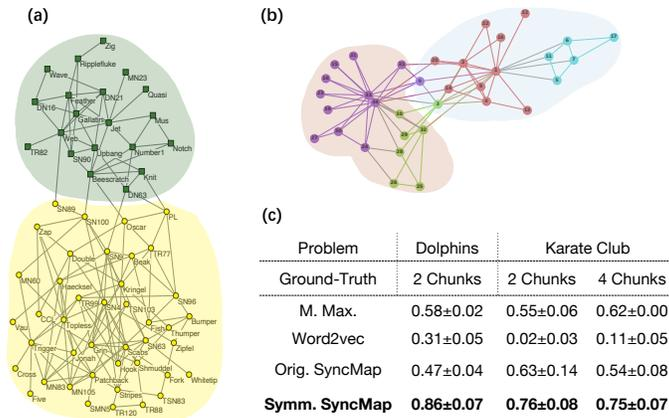 (a)
Zig
Ripplefluke
Wave
MN23
Feather
DN21
Quasi
DN16
Gallatin
Jet
Mus
Web
TR82
SN90
Upbang
Number1
Notch
Beescratch
Knit
DN63
SN89
SN100
PL
Zap
Oscar
Double
SN9
TR77
Beak
MN60
Haecksel
Kringel
SN96
TR99
SN4
TSN103
CCL
Topless
Bumper
Vau
Fish
Thumper
Trigger
Grin
SN63
Zipfel
Jonah
Scabs
Hook
Shmuddel
Cross
Patchback
Fork
Whitetip
MN83
MN105
Five
Stripes
TSN83
SMN5
TR120
TR88
(b)
(c)
Problem Dolphins Karate Club
Ground-Truth 2 Chunks 2 Chunks 4 Chunks
M. Max. 0.58±0.02 0.55±0.06 0.62±0.00
Word2vec 0.31±0.05 0.02±0.03 0.11±0.05
Orig. SyncMap 0.47±0.04 0.63±0.14 0.54±0.08
Symm. SyncMap 0.86±0.07 0.76±0.08 0.75±0.07